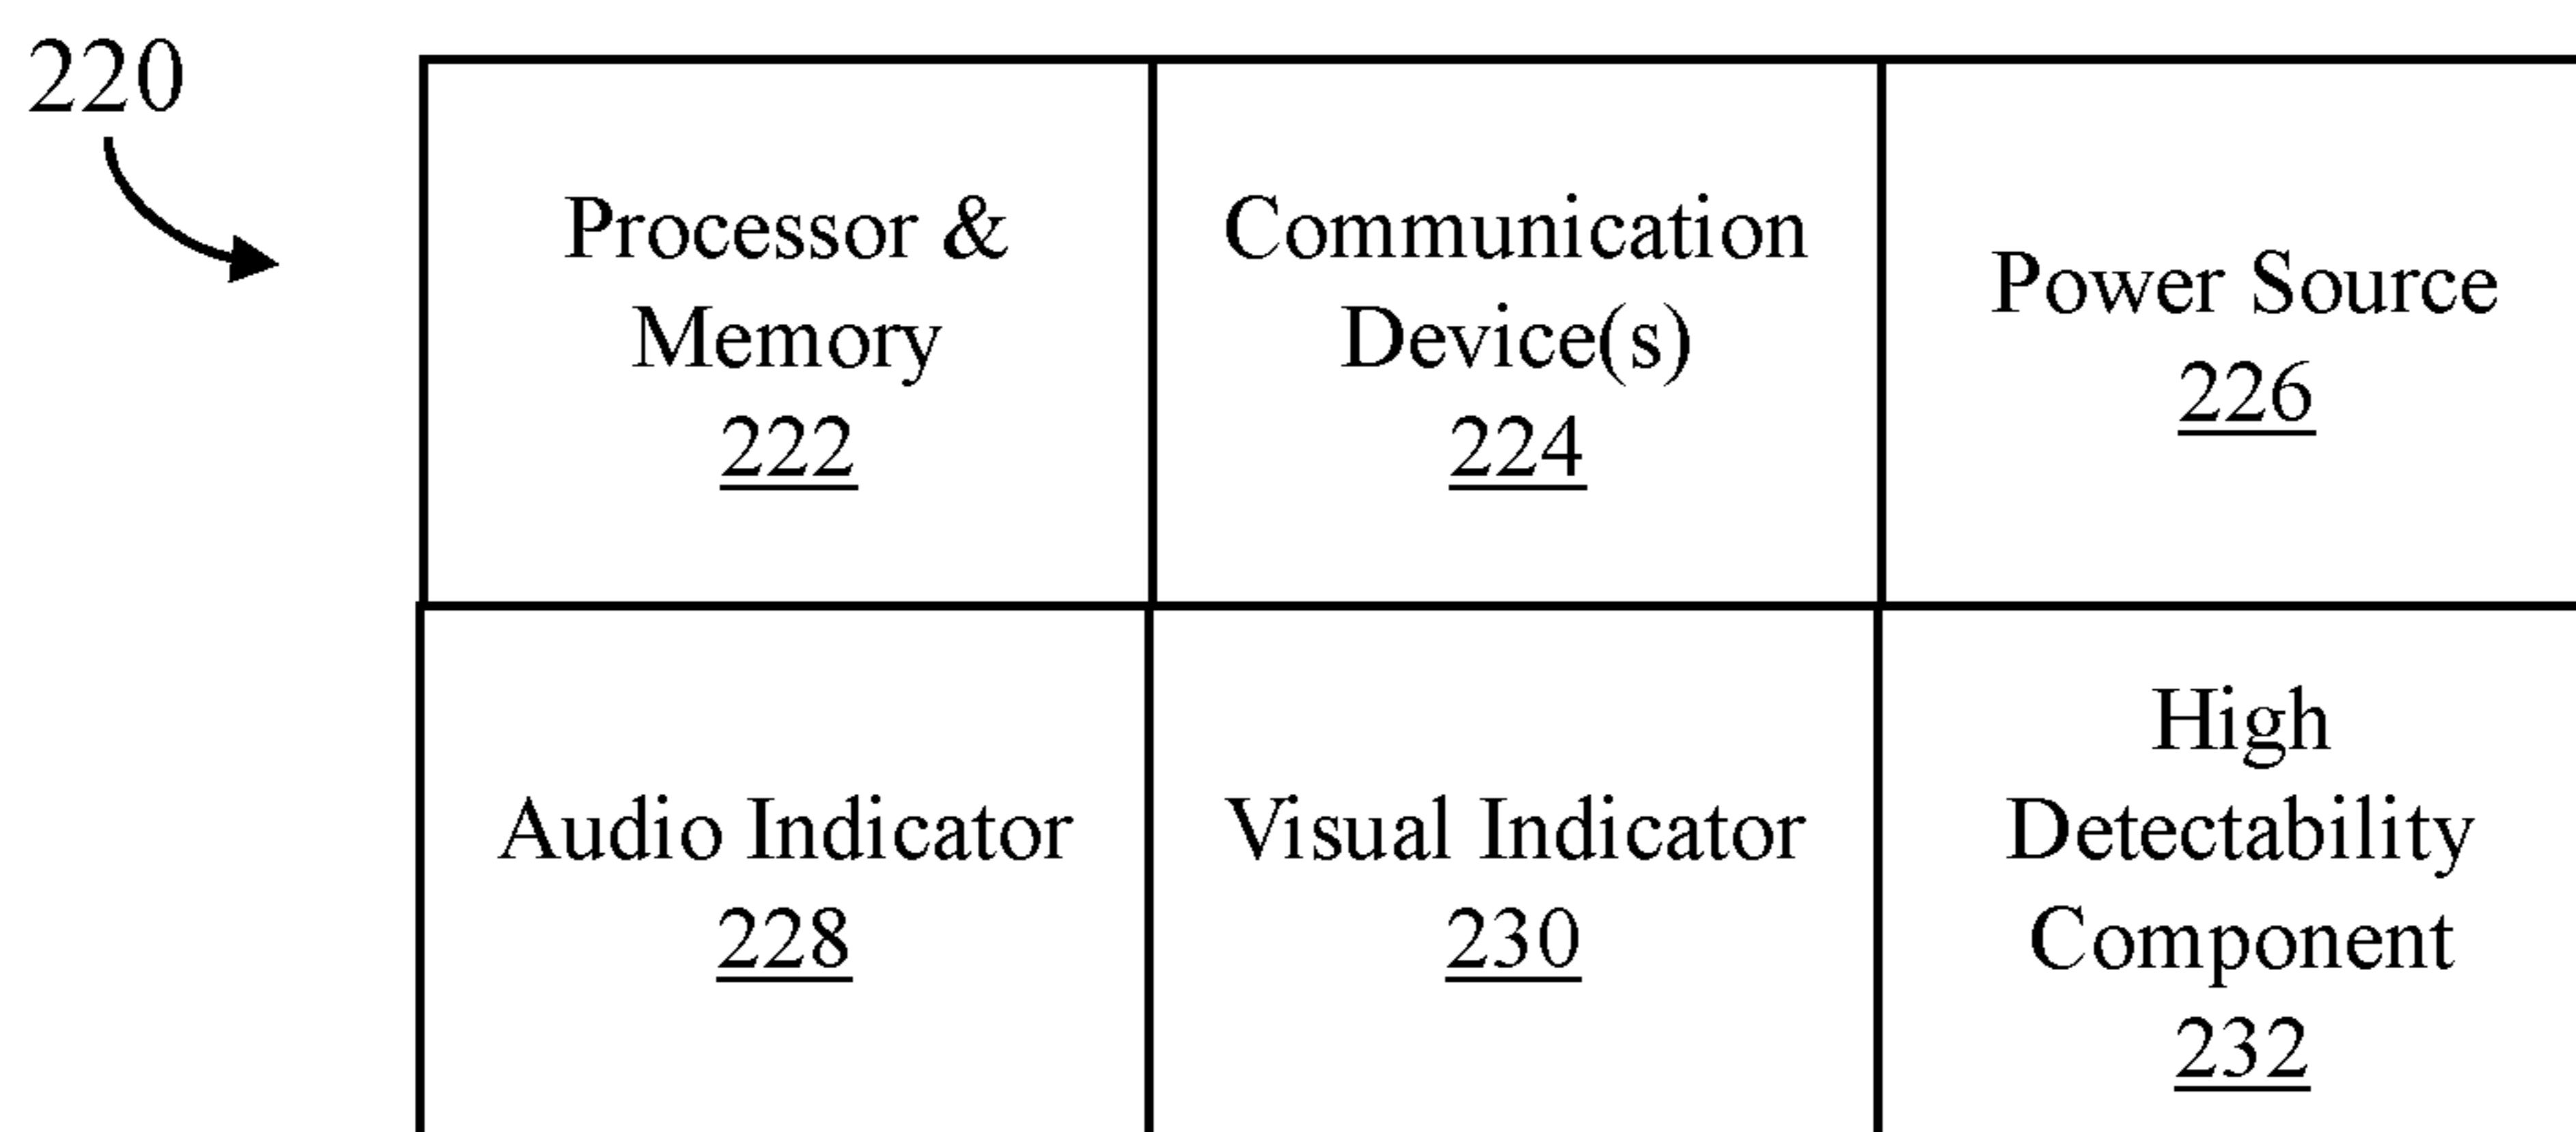 220
Processor &
Memory
222
Communication
Device(s)
224
Power Source
226
Audio Indicator
228
Visual Indicator
230
High
Detectability
Component
232